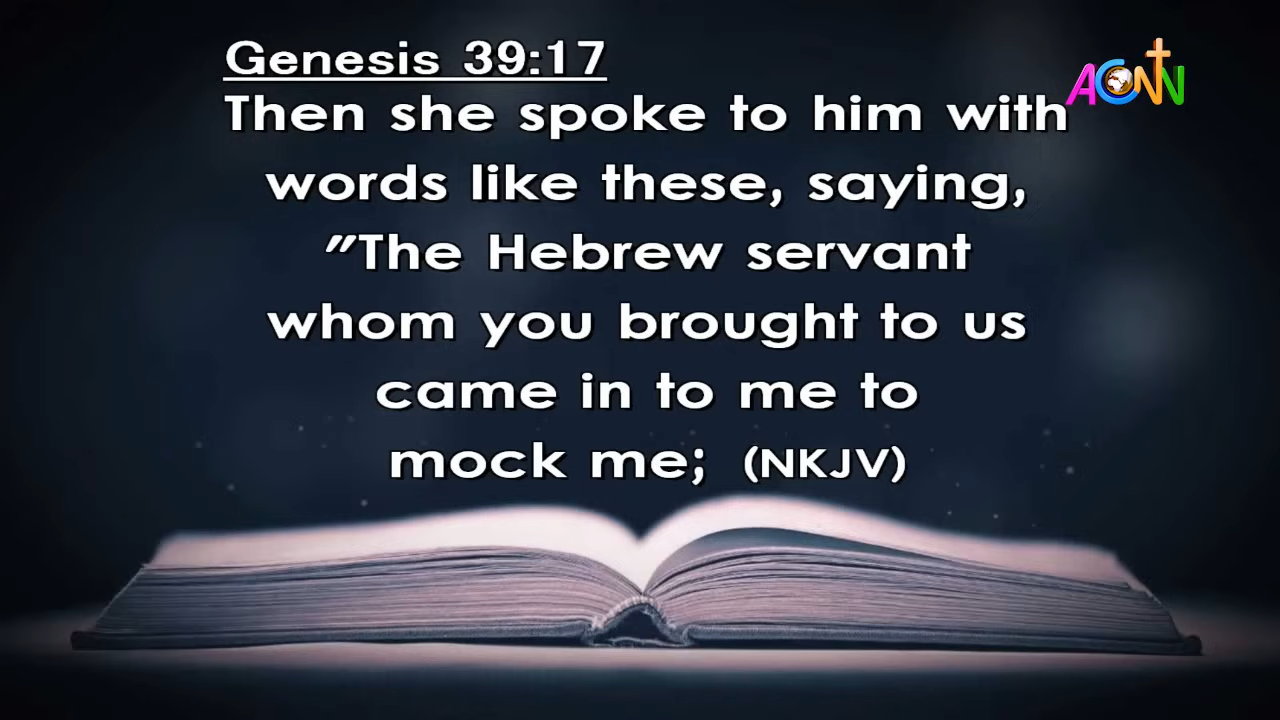 Genesis 39:17
ACNN
Then she spoke to him with
words like these, saying,
"The Hebrew servant
whom you brought to us
came in to me to
mock me; (NKJV)